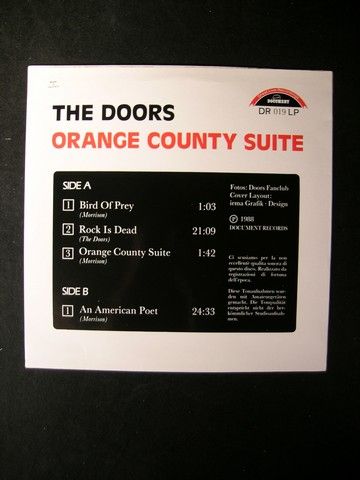 DOCUMENT
DR 019 LP
THE DOORS
ORANGE COUNTY SUITE
SIDE A
1 Bird Of Prey 1:03
(Morrison)
2 Rock Is Dead 21:09
(The Doors)
3 Orange County Suite 1:42
(Morrison)
SIDE B
1 An American Poet 24:33
(Morrison)
Fotos: Doors Fanclub
Cover Layout:
irma Grafik - Design
℗ 1988
DOCUMENT RECORDS
Ci scusiamo per la non
eccellente qualita sonora di
questo disco. Realizzato da
registrazioni di fortuna
dell'epoca.
Diese Tonaufnahmen wur-
den mit Amateurgeräten
gemacht. Die Tonqualität
entspricht nicht der her-
kömmlicher Studioaufnah-
men.